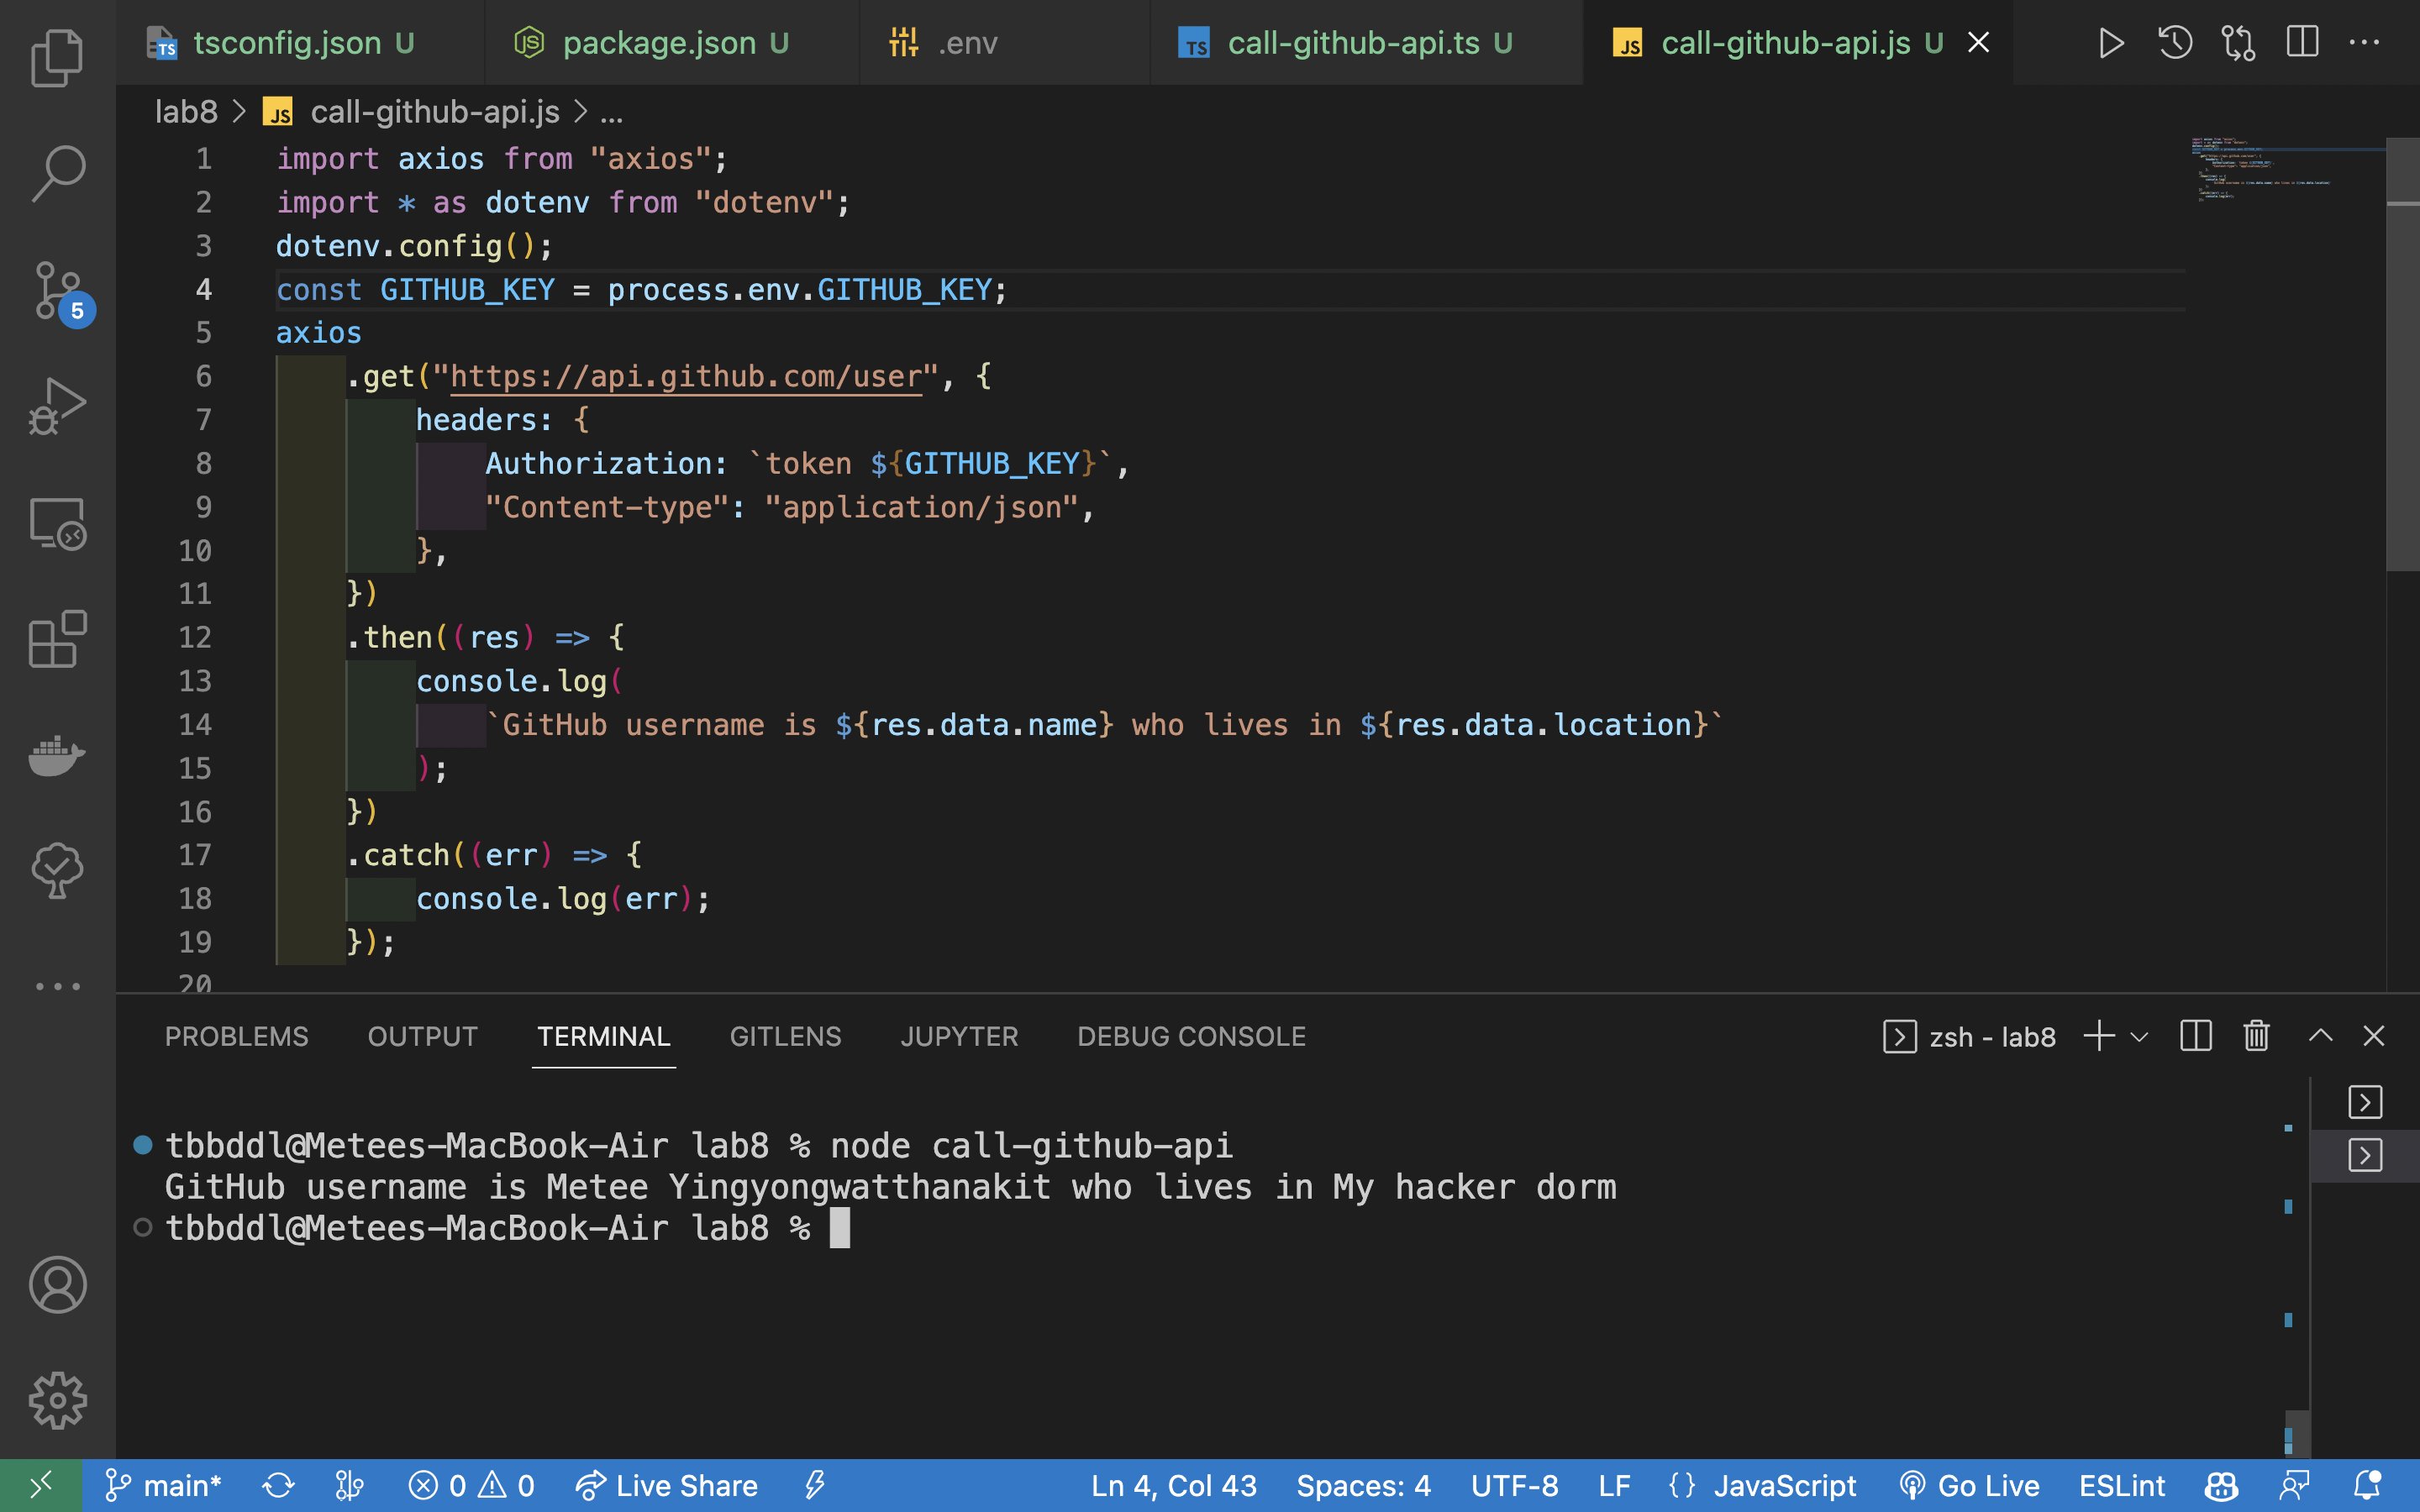 tsconfig.json U package.json U .env TS call-github-api.ts U JS call-github-api.js U
lab8 > JS call-github-api.js > ...
1 import axios from "axios";
2 import * as dotenv from "dotenv";
3 dotenv.config();
4 const GITHUB_KEY = process.env.GITHUB_KEY;
5 axios
6 .get("https://api.github.com/user", {
7 headers: {
8 Authorization: `token ${GITHUB_KEY}`,
9 "Content-type": "application/json",
10 },
11 })
12 .then((res) => {
13 console.log(
14 `GitHub username is ${res.data.name} who lives in ${res.data.location}`
15 );
16 })
17 .catch((err) => {
18 console.log(err);
19 });
20
5
PROBLEMS OUTPUT TERMINAL GITLENS JUPYTER DEBUG CONSOLE zsh - lab8
tbbddl@Metees-MacBook-Air lab8 % node call-github-api
GitHub username is Metee Yingyongwatthanakit who lives in My hacker dorm
tbbddl@Metees-MacBook-Air lab8 %
main* 0 0 Live Share Ln 4, Col 43 Spaces: 4 UTF-8 LF {} JavaScript Go Live ESLint